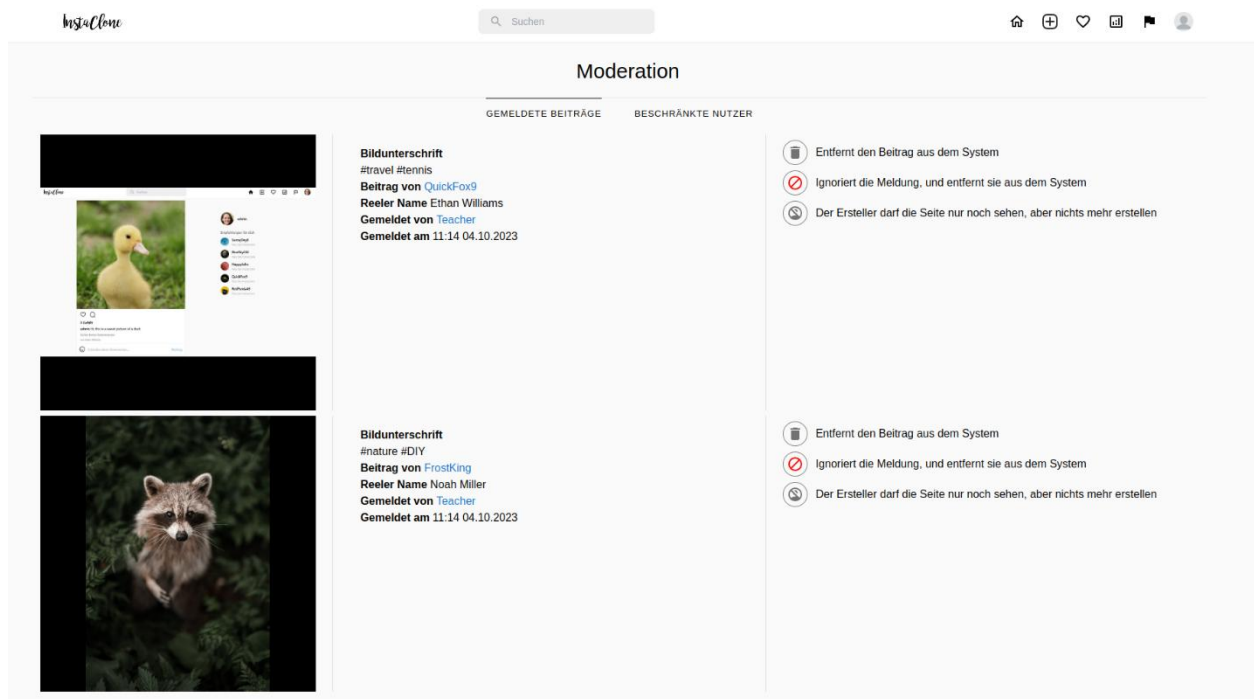 InstaClone
Suchen
Moderation
GEMELDETE BEITRÄGE
BESCHRÄNKTE NUTZER
InstaClone
admin
Bildunterschrift
#travel #tennis
Beitrag von QuickFox9
Reeler Name Ethan Williams
Gemeldet von Teacher
Gemeldet am 11:14 04.10.2023
Entfernt den Beitrag aus dem System
Ignoriert die Meldung, und entfernt sie aus dem System
Der Ersteller darf die Seite nur noch sehen, aber nichts mehr erstellen
Bildunterschrift
#nature #DIY
Beitrag von FrostKing
Reeler Name Noah Miller
Gemeldet von Teacher
Gemeldet am 11:14 04.10.2023
Entfernt den Beitrag aus dem System
Ignoriert die Meldung, und entfernt sie aus dem System
Der Ersteller darf die Seite nur noch sehen, aber nichts mehr erstellen